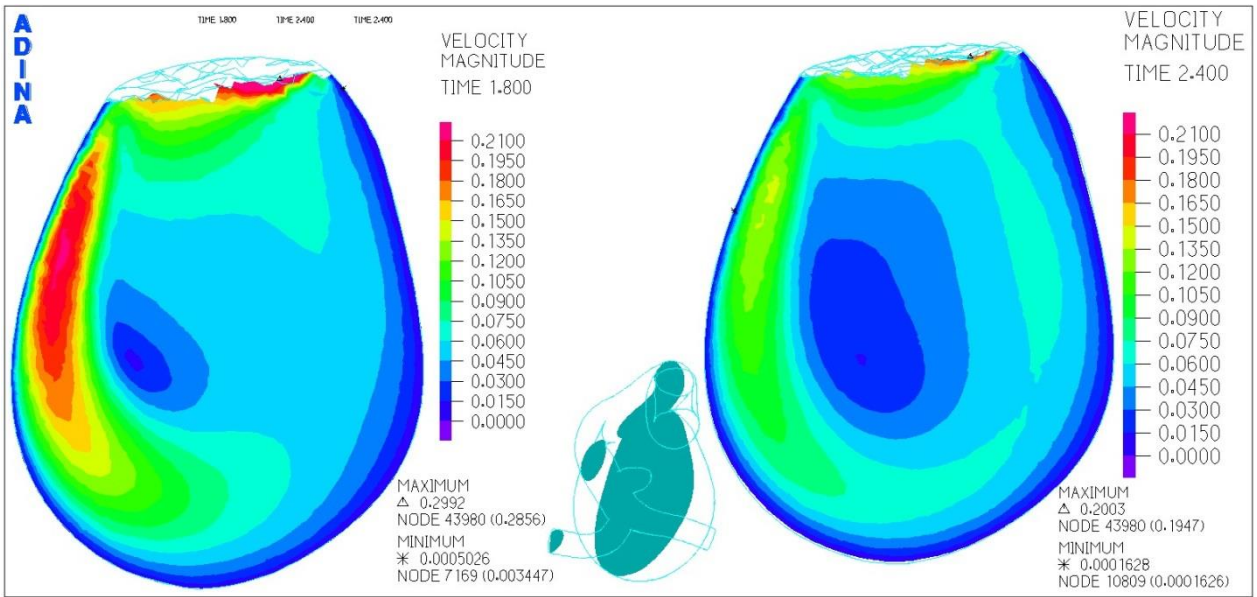 ADINA
TIME 1.800 TIME 2.400 TIME 2.400
VELOCITY
MAGNITUDE
TIME 1.800
0.2100
0.1950
0.1800
0.1650
0.1500
0.1350
0.1200
0.1050
0.0900
0.0750
0.0600
0.0450
0.0300
0.0150
0.0000
MAXIMUM
△ 0.2992
NODE 43980 (0.2856)
MINIMUM
✳ 0.0005026
NODE 7169 (0.003447)
VELOCITY
MAGNITUDE
TIME 2.400
0.2100
0.1950
0.1800
0.1650
0.1500
0.1350
0.1200
0.1050
0.0900
0.0750
0.0600
0.0450
0.0300
0.0150
0.0000
MAXIMUM
△ 0.2003
NODE 43980 (0.1947)
MINIMUM
✳ 0.0001628
NODE 10809 (0.0001626)